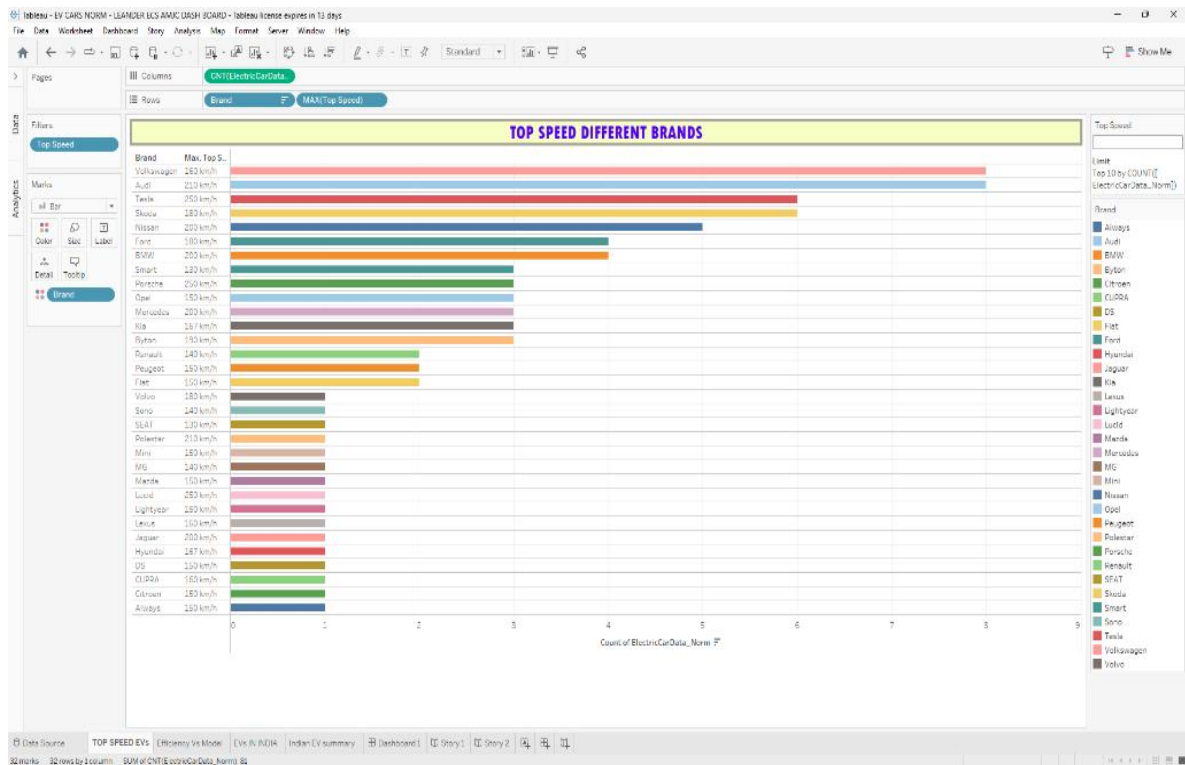 Tableau - EV CARS NORM - LEANDER ECS AMJC DASH BOARD - Tableau license expires in 13 days
File Data Worksheet Dashboard Story Analysis Map Format Server Window Help
Standard
Show Me
Pages
Columns
CNT(ElectricCarData..
Rows
Brand
MAX(Top Speed)
Data
Analytics
Filters
Top Speed
Marks
Bar
Color Size Label
Detail Tooltip
Brand
TOP SPEED DIFFERENT BRANDS
Brand Max. Top S..
Volkswagen 160 km/h
Audi 210 km/h
Tesla 250 km/h
Skoda 180 km/h
Nissan 200 km/h
Ford 180 km/h
BMW 200 km/h
Smart 130 km/h
Porsche 250 km/h
Opel 150 km/h
Mercedes 200 km/h
Kia 167 km/h
Byton 190 km/h
Renault 140 km/h
Peugeot 150 km/h
Fiat 150 km/h
Volvo 180 km/h
Sono 140 km/h
SEAT 130 km/h
Polestar 210 km/h
Mini 150 km/h
MG 140 km/h
Mazda 150 km/h
Lucid 250 km/h
Lightyear 150 km/h
Lexus 150 km/h
Jaguar 200 km/h
Hyundai 167 km/h
DS 150 km/h
CUPRA 160 km/h
Citroen 150 km/h
Aiways 150 km/h
0 1 2 3 4 5 6 7 8 9
Count of ElectricCarData_Norm
Top Speed
Limit
Top 10 by COUNT([
ElectricCarData_Norm])
Brand
Aiways
Audi
BMW
Byton
Citroen
CUPRA
DS
Fiat
Ford
Hyundai
Jaguar
Kia
Lexus
Lightyear
Lucid
Mazda
Mercedes
MG
Mini
Nissan
Opel
Peugeot
Polestar
Porsche
Renault
SEAT
Skoda
Smart
Sono
Tesla
Volkswagen
Volvo
Data Source TOP SPEED EVs Efficiency Vs Model EVs IN INDIA Indian EV summary Dashboard 1 Story 1 Story 2
32 marks 32 rows by 1 column SUM of CNT(ElectricCarData_Norm): 81